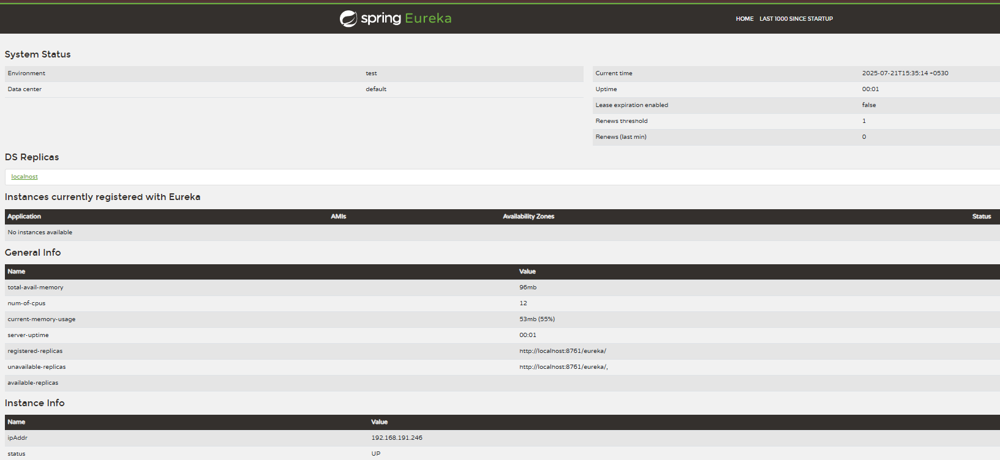 spring Eureka
HOME LAST 1000 SINCE STARTUP
System Status
Environment test
Data center default
Current time 2025-07-21T15:35:14 +0530
Uptime 00:01
Lease expiration enabled false
Renews threshold 1
Renews (last min) 0
DS Replicas
localhost
Instances currently registered with Eureka
Application AMIs Availability Zones Status
No instances available
General Info
Name Value
total-avail-memory 96mb
num-of-cpus 12
current-memory-usage 53mb (55%)
server-uptime 00:01
registered-replicas http://localhost:8761/eureka/
unavailable-replicas http://localhost:8761/eureka/,
available-replicas
Instance Info
Name Value
ipAddr 192.168.191.246
status UP